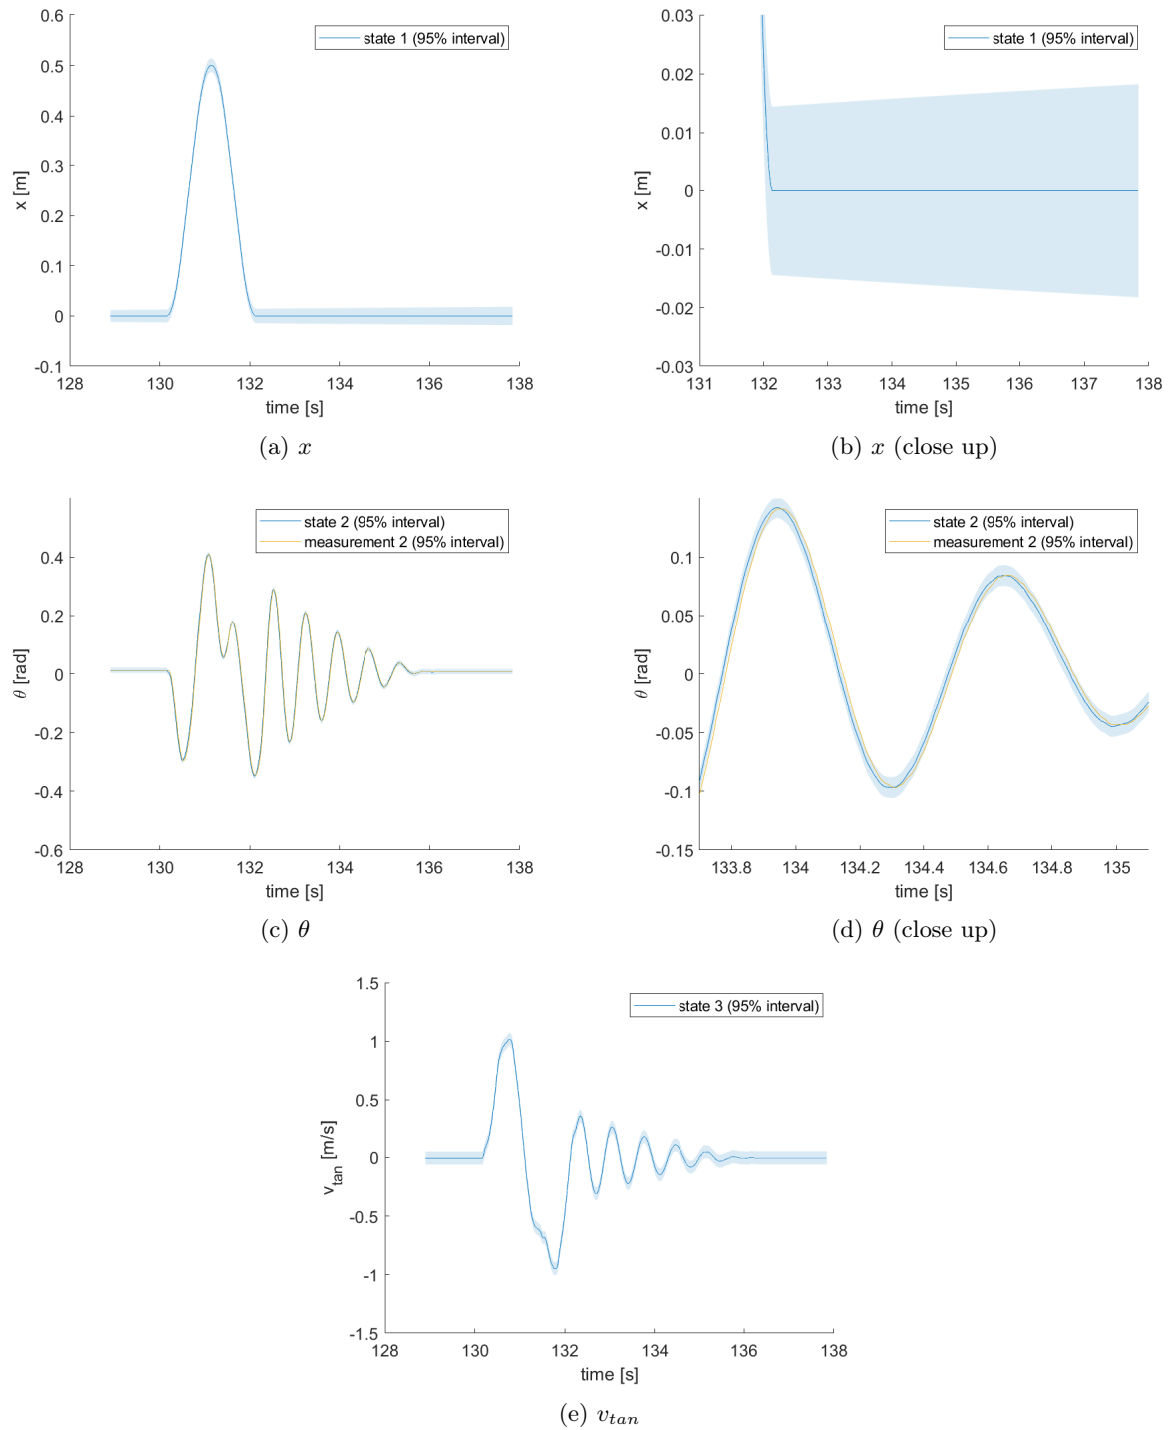 0.6
0.5
0.4
0.3
0.2
0.1
0
-0.1
x [m]
state 1 (95% interval)
128 130 132 134 136 138
time [s]
(a) x
0.03
0.02
0.01
0
-0.01
-0.02
-0.03
x [m]
state 1 (95% interval)
131 132 133 134 135 136 137 138
time [s]
(b) x (close up)
0.4
0.2
0
-0.2
-0.4
-0.6
θ [rad]
state 2 (95% interval)
measurement 2 (95% interval)
128 130 132 134 136 138
time [s]
(c) θ
0.1
0.05
0
-0.05
-0.1
-0.15
θ [rad]
state 2 (95% interval)
measurement 2 (95% interval)
133.8 134 134.2 134.4 134.6 134.8 135
time [s]
(d) θ (close up)
1.5
1
0.5
0
-0.5
-1
-1.5
v_tan [m/s]
state 3 (95% interval)
128 130 132 134 136 138
time [s]
(e) v_tan